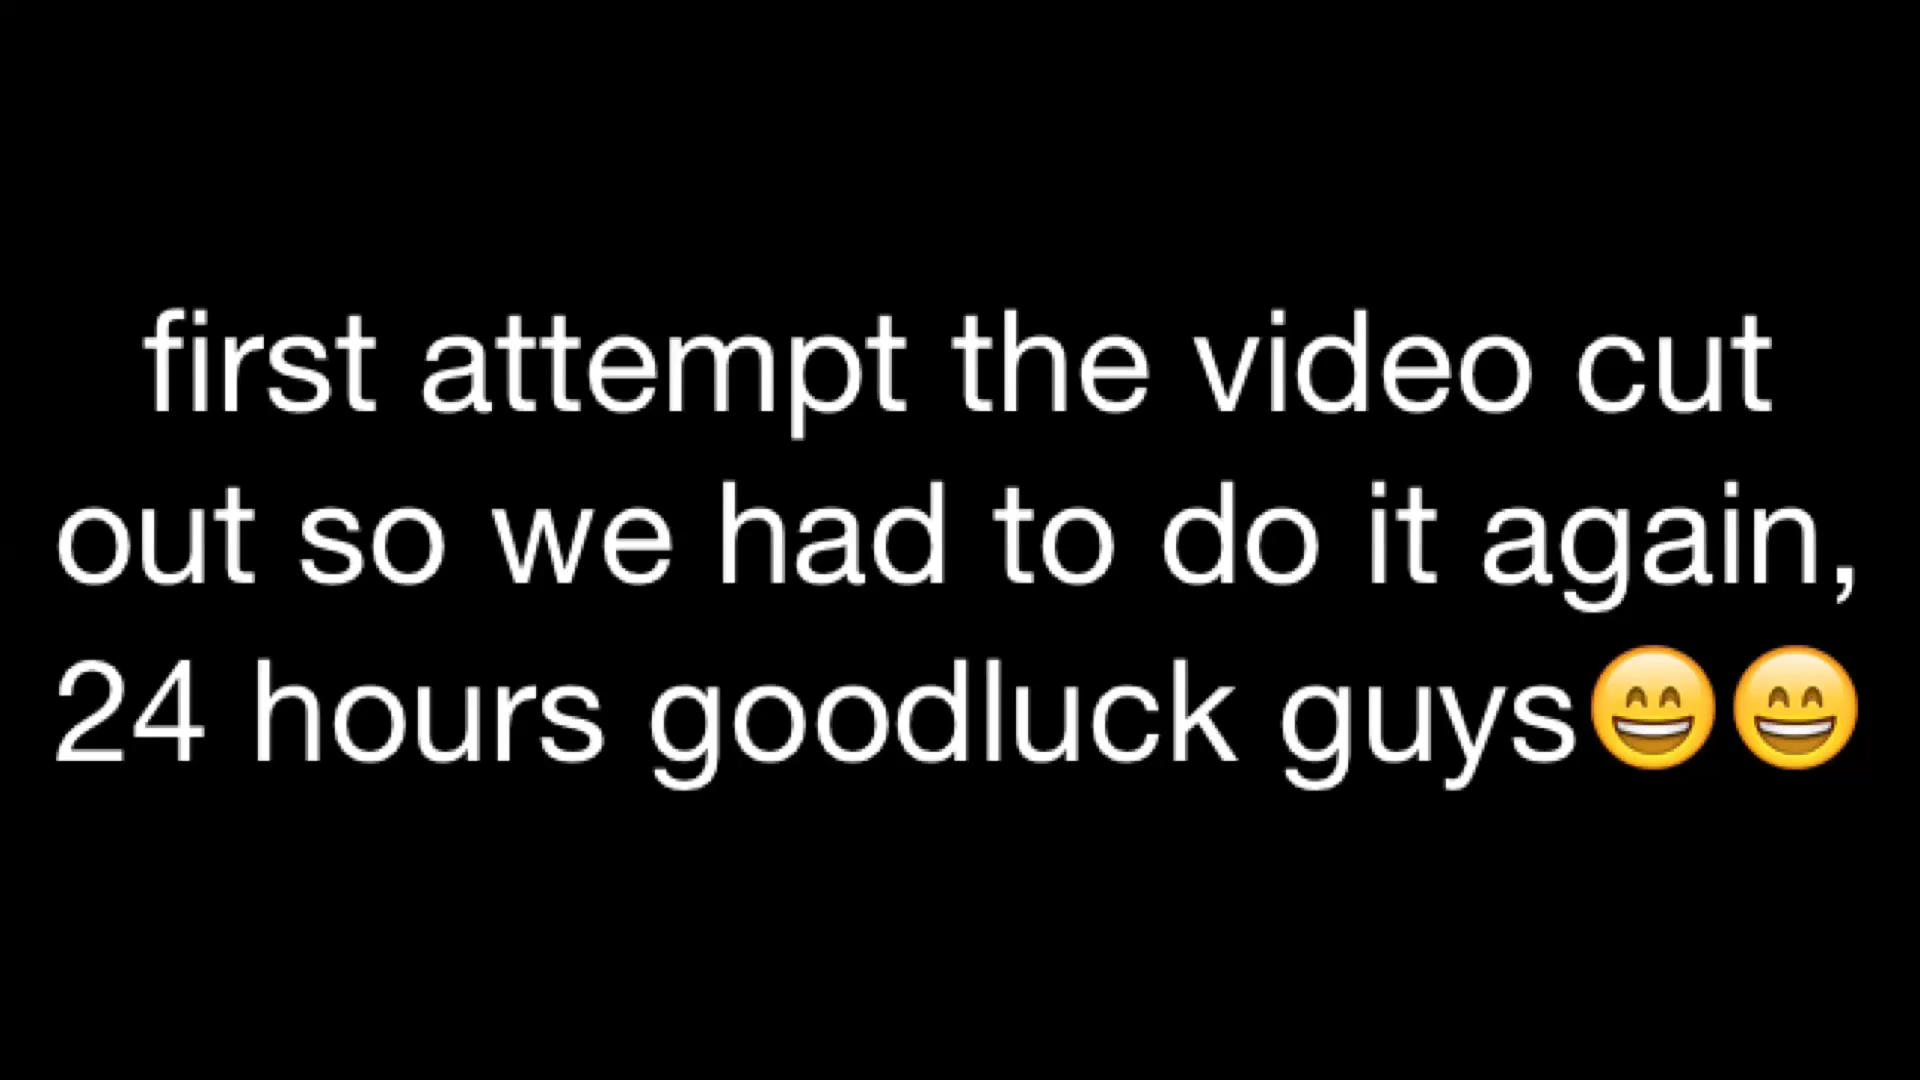 first attempt the video cut
out so we had to do it again,
24 hours goodluck guys😄😄